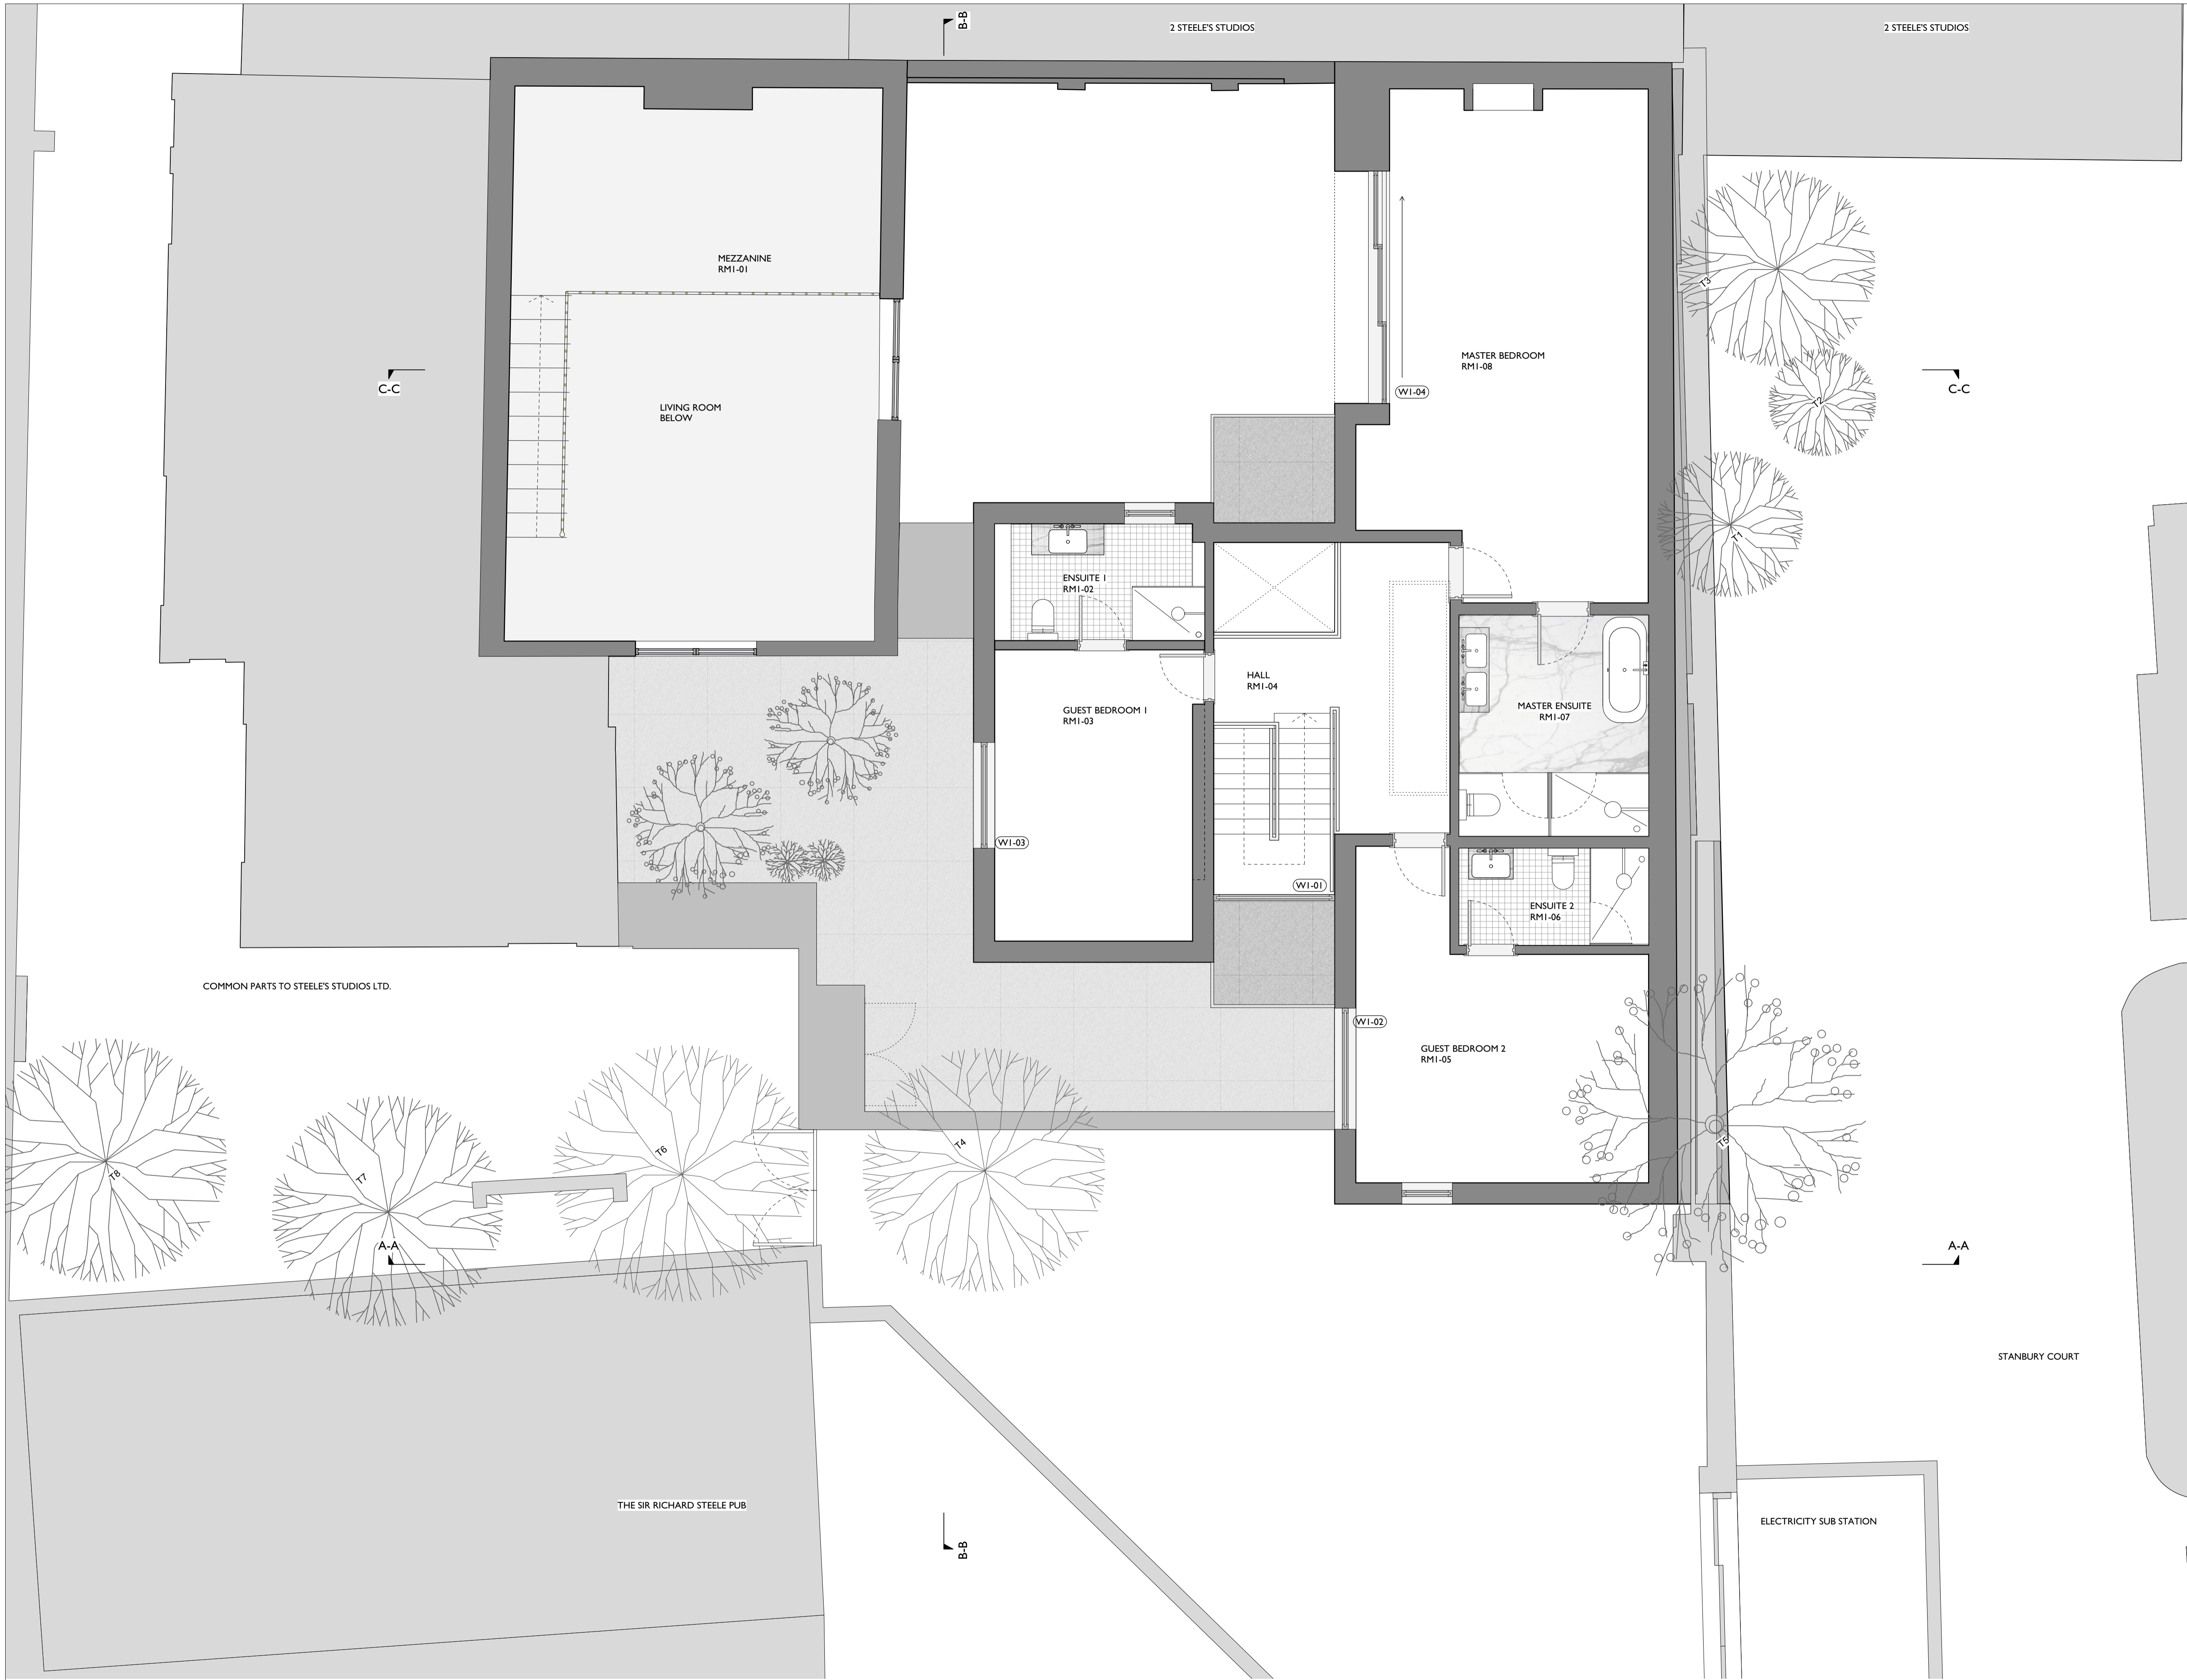 B-B
2 STEELE'S STUDIOS
2 STEELE'S STUDIOS
MEZZANINE
RM1-01
T3
MASTER BEDROOM
RM1-08
C-C
C-C
W1-04
T2
LIVING ROOM
BELOW
T1
ENSUITE 1
RM1-02
HALL
RM1-04
GUEST BEDROOM 1
RM1-03
MASTER ENSUITE
RM1-07
W1-03
W1-01
ENSUITE 2
RM1-06
COMMON PARTS TO STEELE'S STUDIOS LTD.
W1-02
GUEST BEDROOM 2
RM1-05
T8
T7
T6
T4
T5
A-A
A-A
STANBURY COURT
THE SIR RICHARD STEELE PUB
ELECTRICITY SUB STATION
B-B